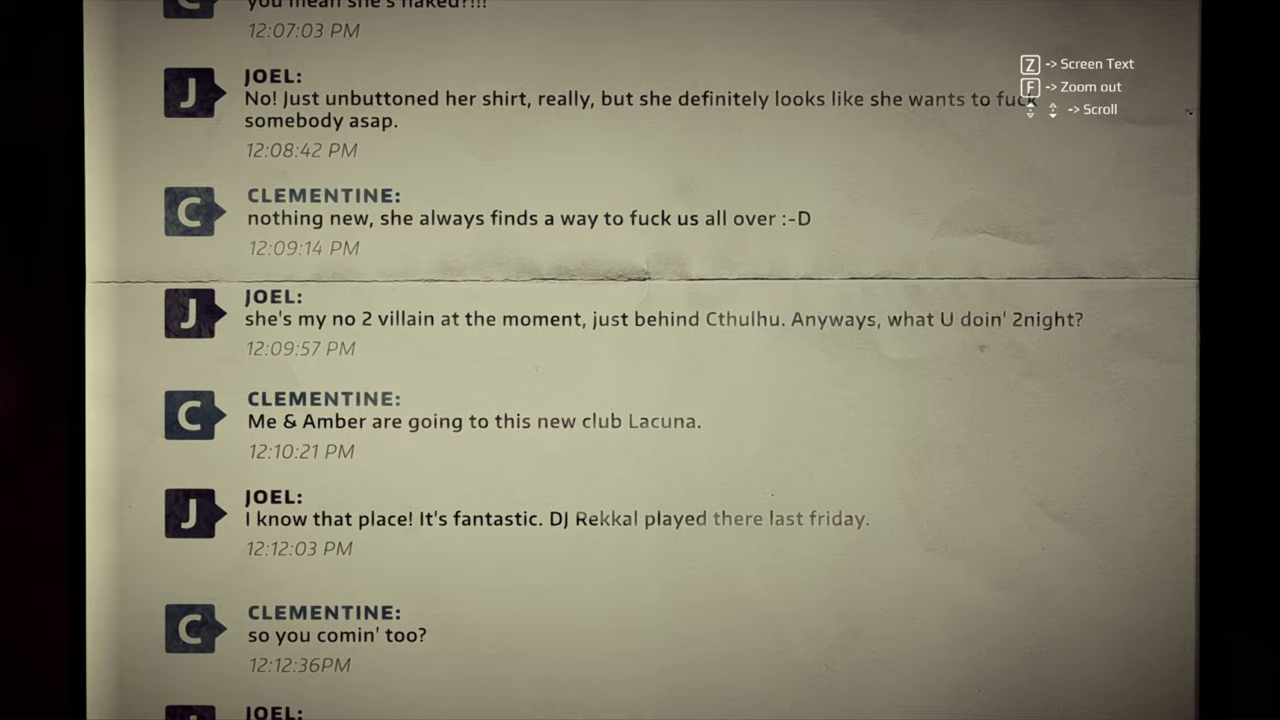 you mean she's naked?!!!
12:07:03 PM
JOEL:
No! Just unbuttoned her shirt, really, but she definitely looks like she wants to fuck
somebody asap.
12:08:42 PM
CLEMENTINE:
nothing new, she always finds a way to fuck us all over :-D
12:09:14 PM
JOEL:
she's my no 2 villain at the moment, just behind Cthulhu. Anyways, what U doin' 2night?
12:09:57 PM
CLEMENTINE:
Me & Amber are going to this new club Lacuna.
12:10:21 PM
JOEL:
I know that place! It's fantastic. DJ Rekkal played there last friday.
12:12:03 PM
CLEMENTINE:
so you comin' too?
12:12:36PM
JOEL:
J
C
J
C
J
C
Z -> Screen Text
F -> Zoom out
-> Scroll